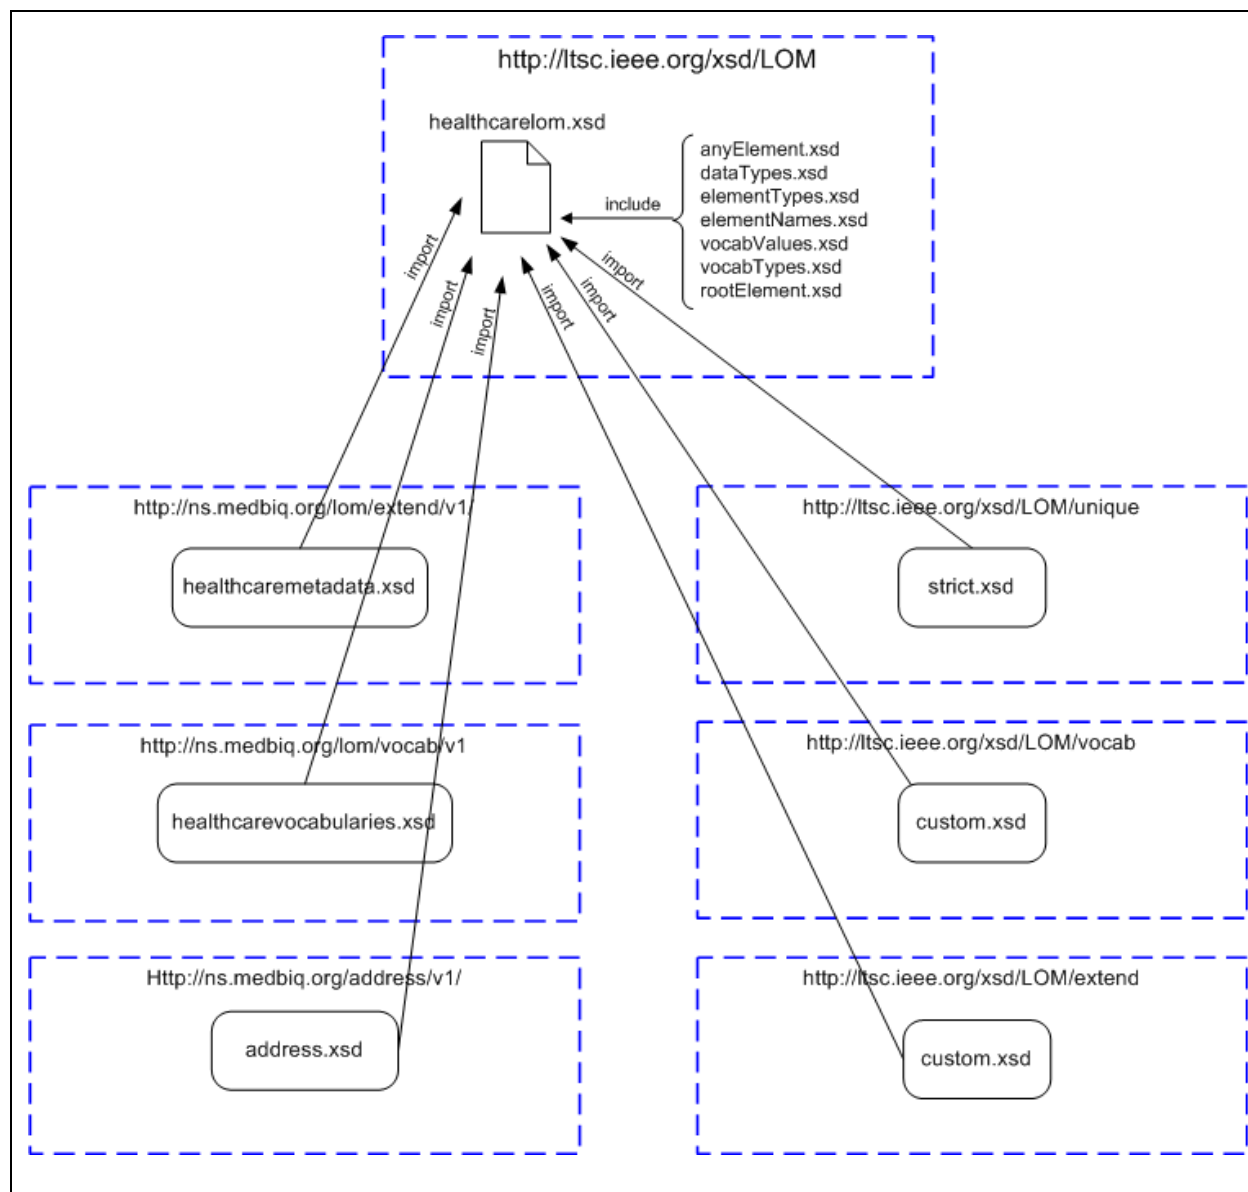 http://ltsc.ieee.org/xsd/LOM
healthcarelom.xsd
anyElement.xsd
dataTypes.xsd
elementTypes.xsd
include
elementNames.xsd
vocabValues.xsd
vocabTypes.xsd
rootElement.xsd
import
import
import
import
import
import
http://ns.medbiq.org/lom/extend/v1/
healthcaremetadata.xsd
http://ltsc.ieee.org/xsd/LOM/unique
strict.xsd
http://ns.medbiq.org/lom/vocab/v1
healthcarevocabularies.xsd
http://ltsc.ieee.org/xsd/LOM/vocab
custom.xsd
Http://ns.medbiq.org/address/v1/
address.xsd
http://ltsc.ieee.org/xsd/LOM/extend
custom.xsd